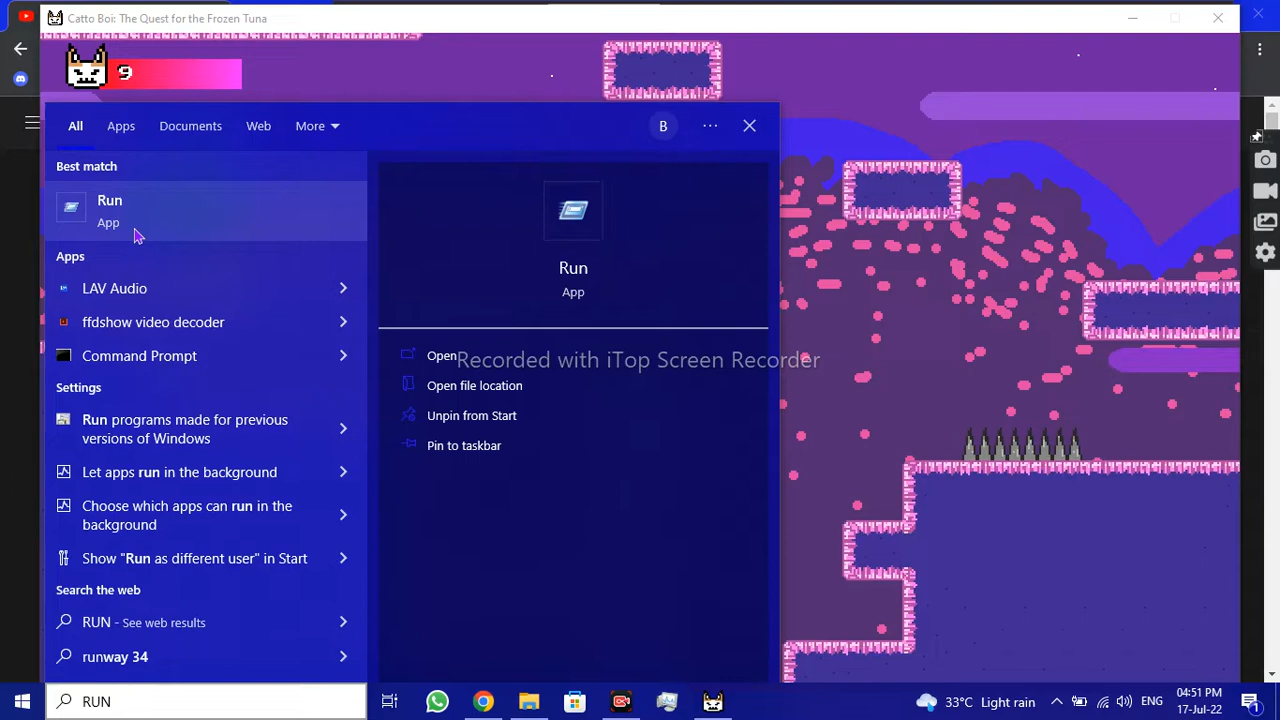 Catto Boi: The Quest for the Frozen Tuna
9
All Apps Documents Web More B ...
Best match
Run
App
Apps
LAV Audio
ffdshow video decoder
Command Prompt
Settings
Run programs made for previous
versions of Windows
Let apps run in the background
Choose which apps can run in the
background
Show "Run as different user" in Start
Search the web
RUN - See web results
runway 34
Run
App
Open
Open file location
Unpin from Start
Pin to taskbar
Recorded with iTop Screen Recorder
RUN
33°C Light rain
ENG
04:51 PM
17-Jul-22
1